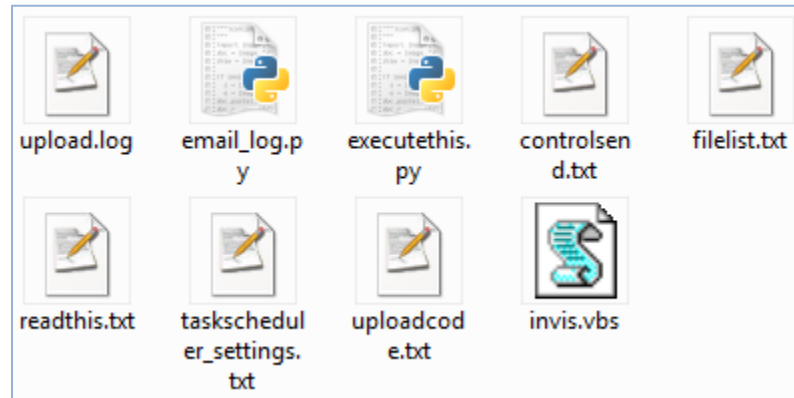 upload.log
email_log.p
y
executethis.
py
controlsen
d.txt
filelist.txt
readthis.txt
taskschedul
er_settings.
txt
uploadcod
e.txt
invis.vbs